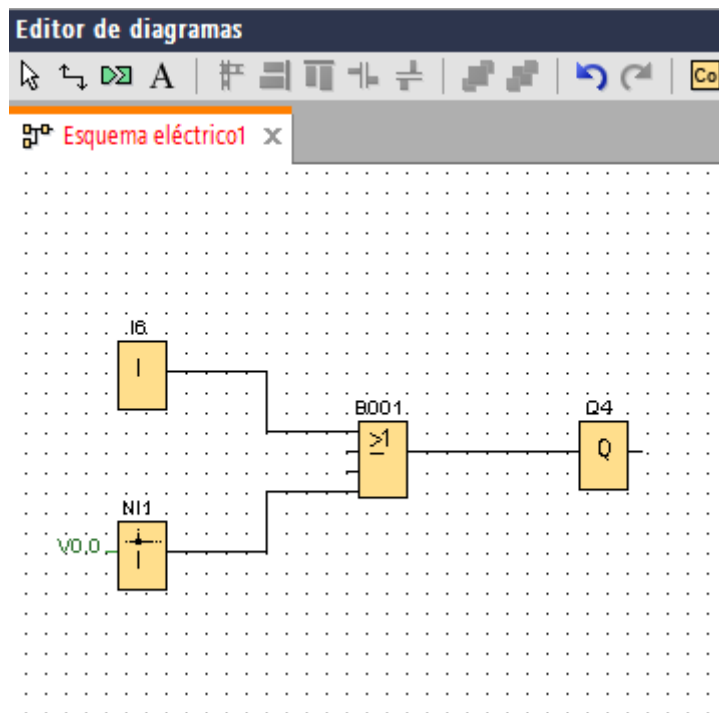 Editor de diagramas
A
Co
Esquema eléctrico1
I6
I
B001
≥1
Q4
Q
NI1
V0.0
I